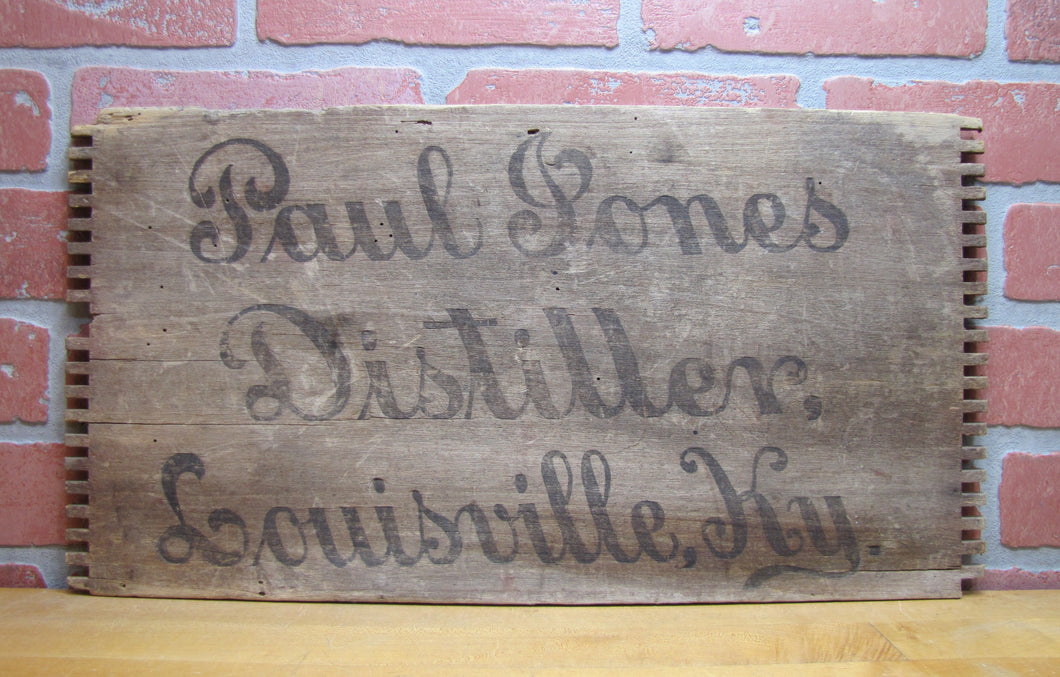 Paul Jones
Distiller,
Louisville, Ky.